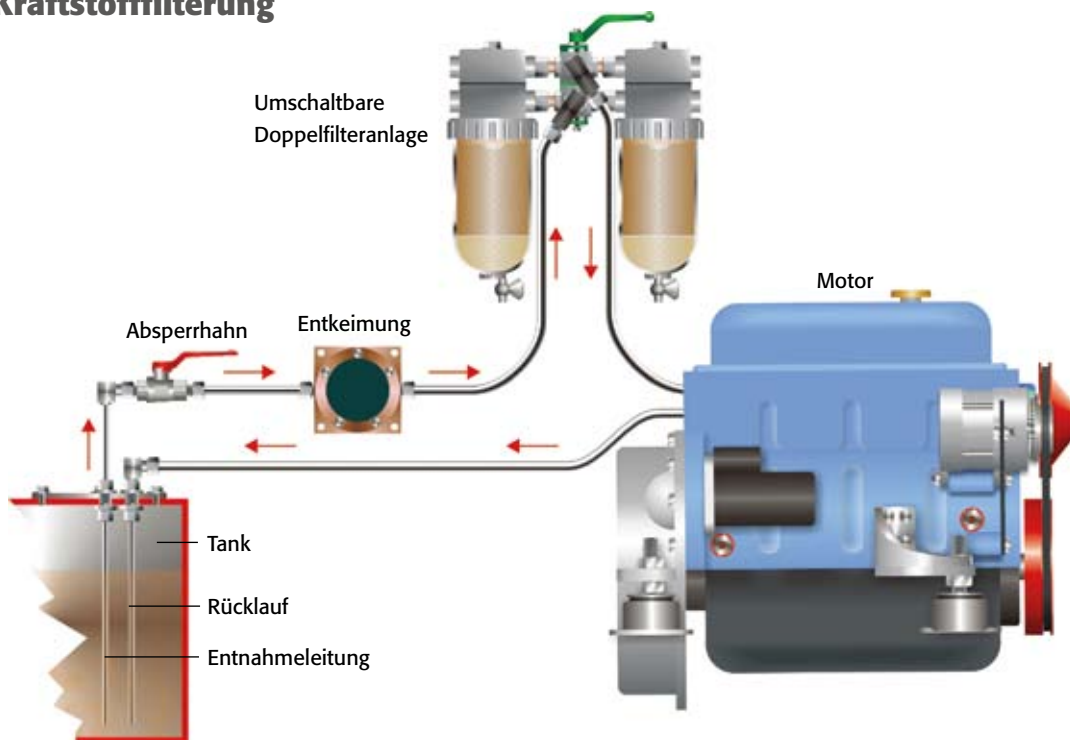 Kraftstofffilterung
Umschaltbare
Doppelfilteranlage
Motor
Absperrhahn
Entkeimung
Tank
Rücklauf
Entnahmeleitung